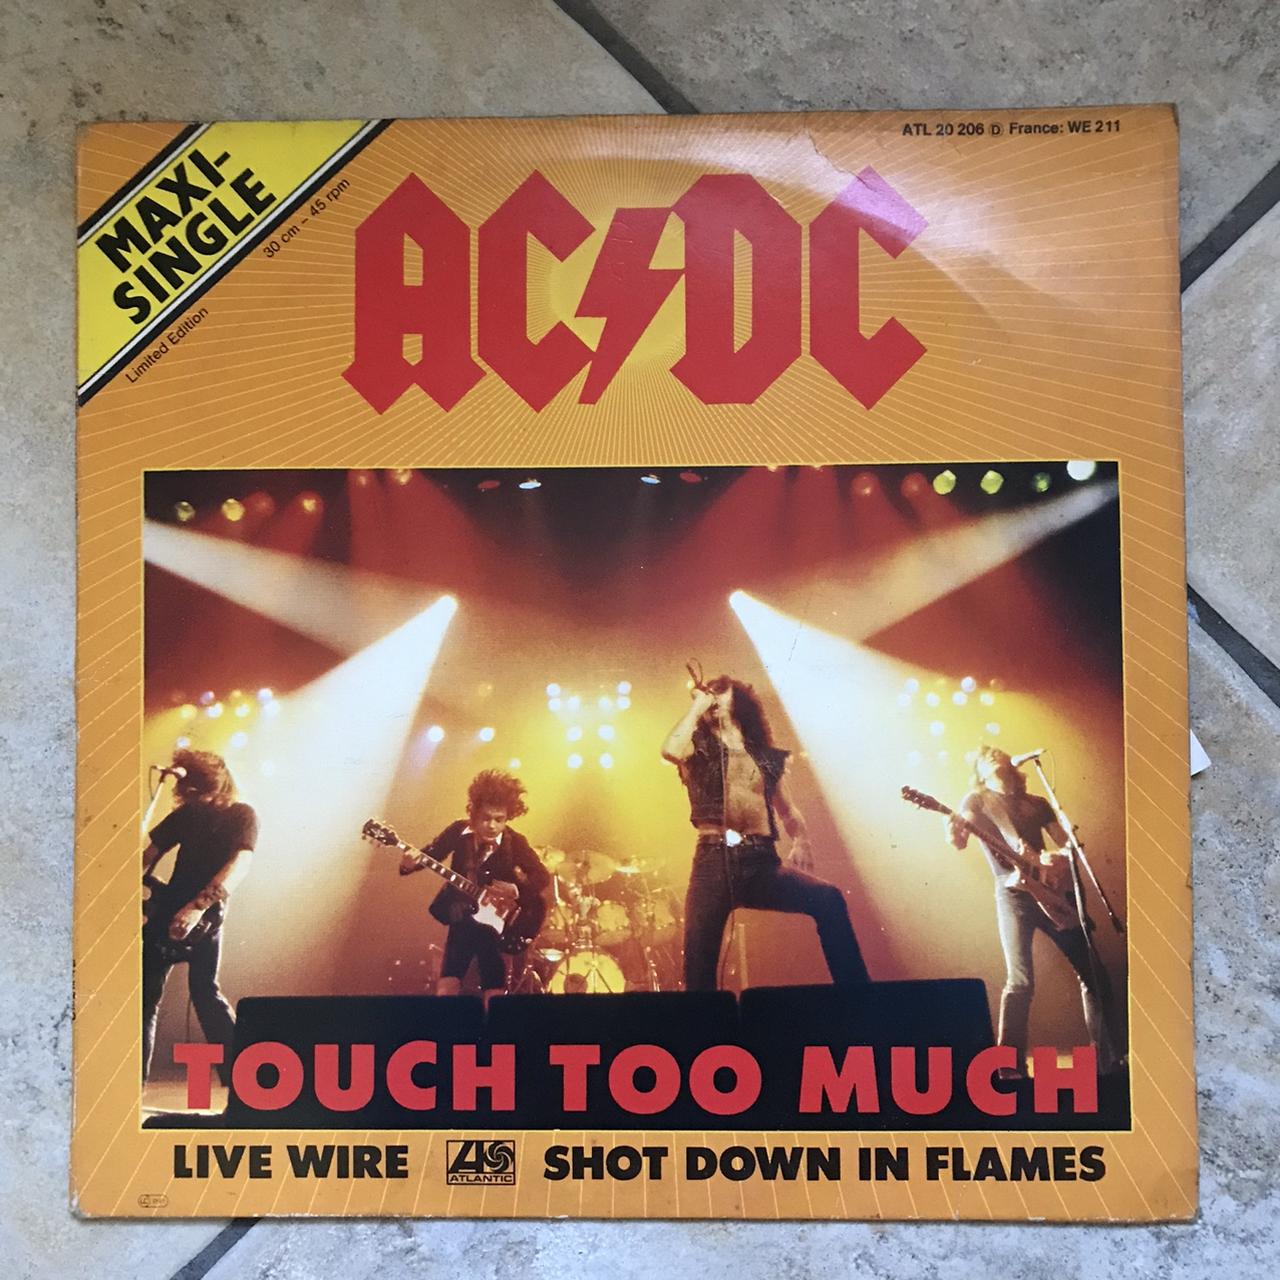 ATL 20 206 Ⓓ France: WE 211
MAXI-
SINGLE
30 cm – 45 rpm
Limited Edition
AC/DC
TOUCH TOO MUCH
LIVE WIRE
ATLANTIC
SHOT DOWN IN FLAMES